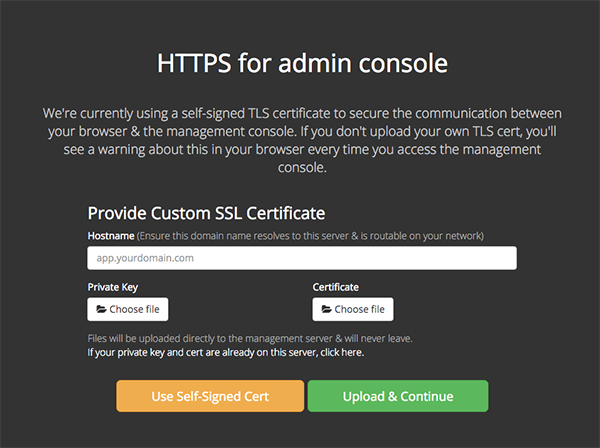 HTTPS for admin console
We're currently using a self-signed TLS certificate to secure the communication between
your browser & the management console. If you don't upload your own TLS cert, you'll
see a warning about this in your browser every time you access the management
console.
Provide Custom SSL Certificate
Hostname (Ensure this domain name resolves to this server & is routable on your network)
app.yourdomain.com
Private Key Certificate
Choose file Choose file
Files will be uploaded directly to the management server & will never leave.
If your private key and cert are already on this server, click here.
Use Self-Signed Cert Upload & Continue